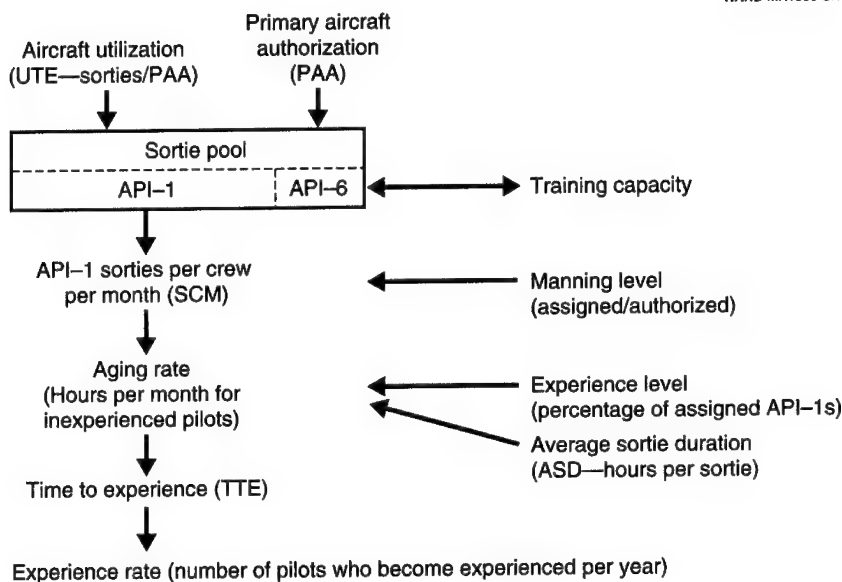 Aircraft utilization
(UTE—sorties/PAA)
Primary aircraft
authorization
(PAA)
Sortie pool
API–1
API–6
Training capacity
API–1 sorties per crew
per month (SCM)
Manning level
(assigned/authorized)
Aging rate
(Hours per month for
inexperienced pilots)
Experience level
(percentage of assigned API–1s)
Average sortie duration
(ASD—hours per sortie)
Time to experience (TTE)
Experience rate (number of pilots who become experienced per year)